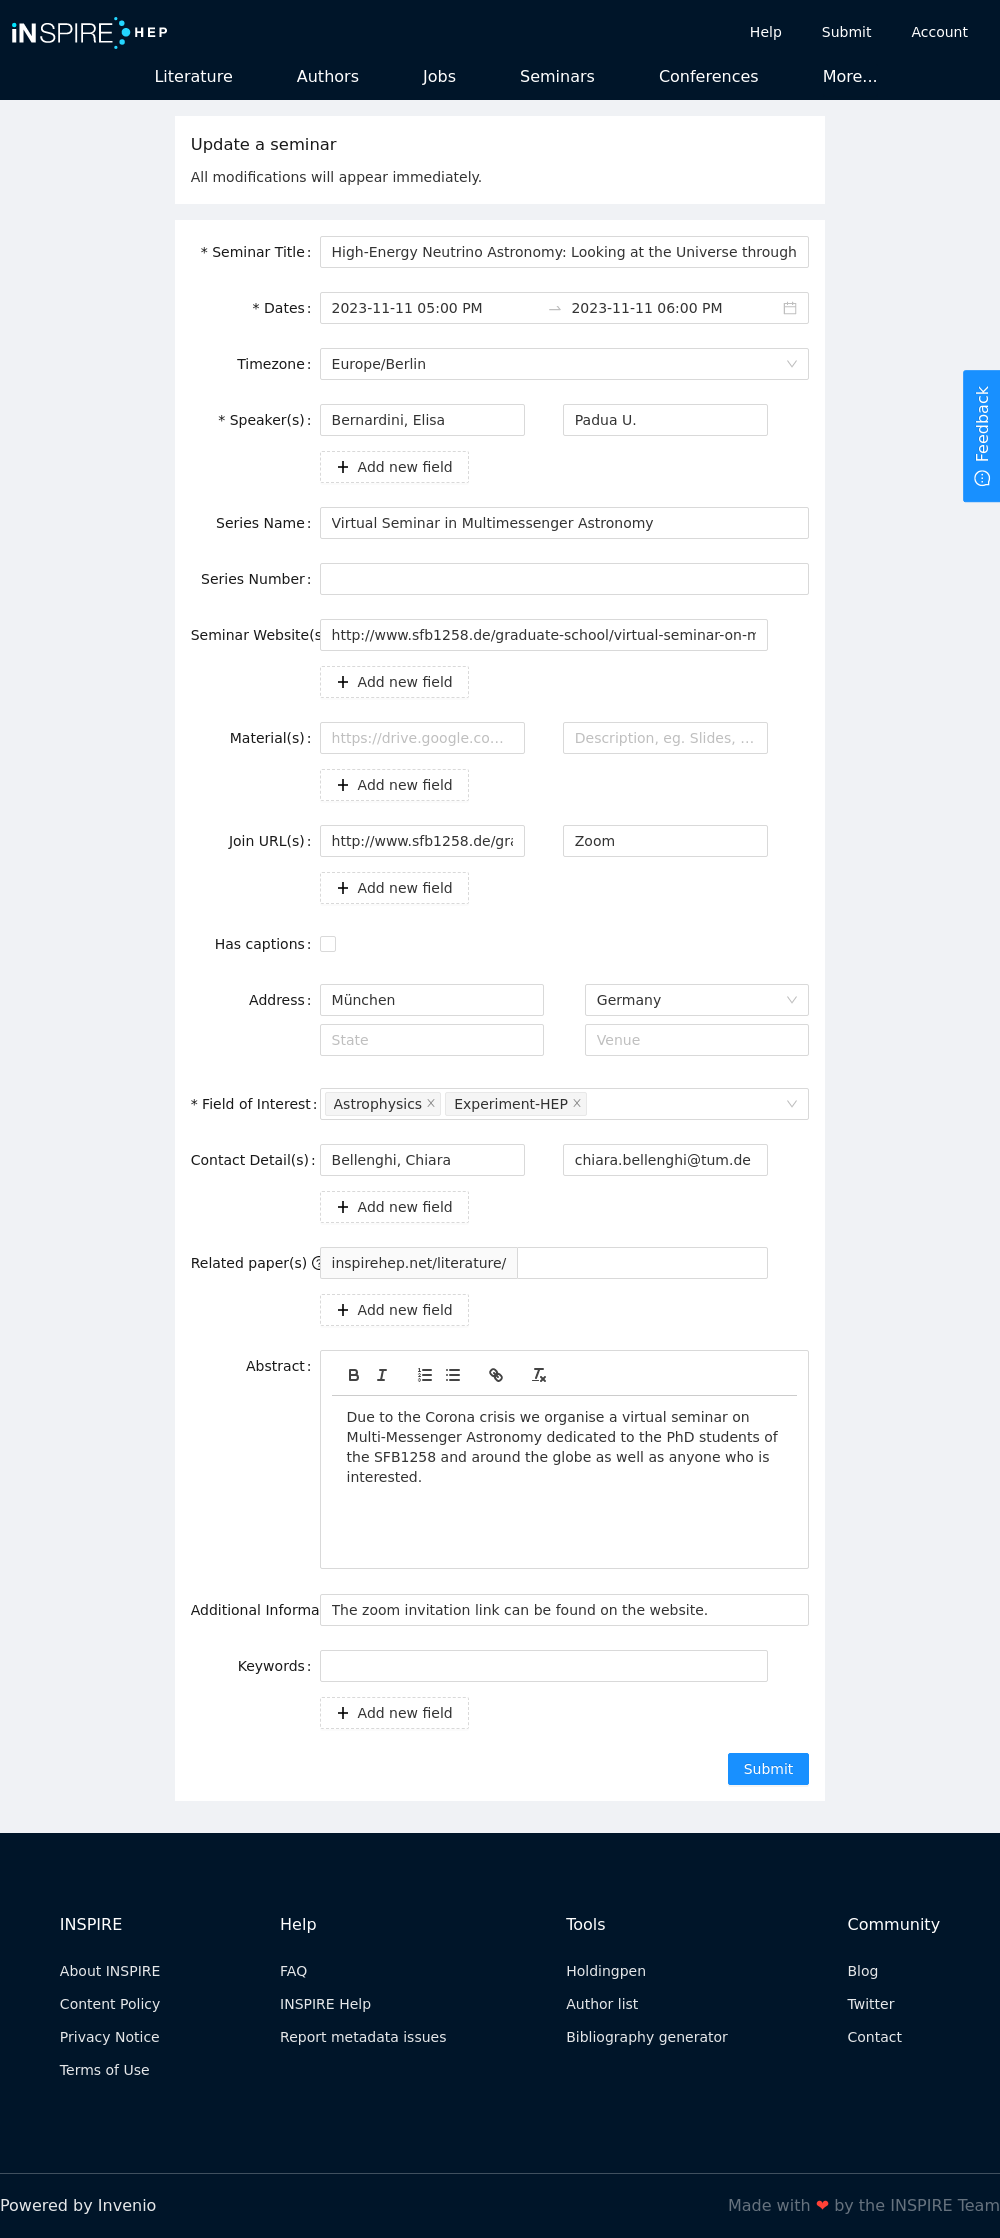 iNSPIRE HEP
Help Submit Account
Literature Authors Jobs Seminars Conferences More...
Update a seminar
All modifications will appear immediately.
* Seminar Title: High-Energy Neutrino Astronomy: Looking at the Universe through
* Dates: 2023-11-11 05:00 PM → 2023-11-11 06:00 PM
Timezone: Europe/Berlin
Feedback
* Speaker(s): Bernardini, Elisa Padua U.
+ Add new field
Series Name: Virtual Seminar in Multimessenger Astronomy
Series Number:
Seminar Website(s http://www.sfb1258.de/graduate-school/virtual-seminar-on-m
+ Add new field
Material(s): https://drive.google.co... Description, eg. Slides, ...
+ Add new field
Join URL(s): http://www.sfb1258.de/gra Zoom
+ Add new field
Has captions:
Address: München Germany
State Venue
* Field of Interest: Astrophysics × Experiment-HEP ×
Contact Detail(s): Bellenghi, Chiara chiara.bellenghi@tum.de
+ Add new field
Related paper(s) inspirehep.net/literature/
+ Add new field
Abstract:
Due to the Corona crisis we organise a virtual seminar on
Multi-Messenger Astronomy dedicated to the PhD students of
the SFB1258 and around the globe as well as anyone who is
interested.
Additional Informa The zoom invitation link can be found on the website.
Keywords:
+ Add new field
Submit
INSPIRE Help Tools Community
About INSPIRE FAQ Holdingpen Blog
Content Policy INSPIRE Help Author list Twitter
Privacy Notice Report metadata issues Bibliography generator Contact
Terms of Use
Powered by Invenio Made with ❤ by the INSPIRE Team